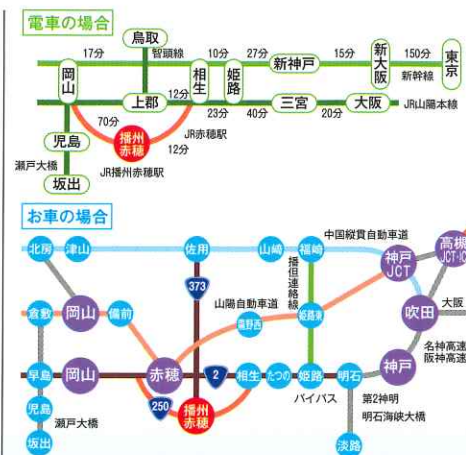 電車の場合
鳥取
17分
智頭線
10分
27分
15分
150分
岡山
相生
姫路
新神戸
新大阪
新幹線
東京
上郡
12分
三宮
大阪
JR山陽本線
70分
23分
40分
20分
児島
播州赤穂
JR赤穂駅
12分
瀬戸大橋
JR播州赤穂駅
坂出
お車の場合
中国縦貫自動車道
北房
津山
佐用
山崎
福崎
神戸JCT
高槻JCT・IC
播但連絡線
373
岡山
山陽自動車道
倉敷
備前
龍野西
姫路東
吹田
大阪
名神高速
阪神高速
早島
岡山
赤穂
2
相生
たつの
姫路
明石
神戸
250
バイパス
第2神明
児島
瀬戸大橋
播州赤穂
明石海峡大橋
坂出
淡路